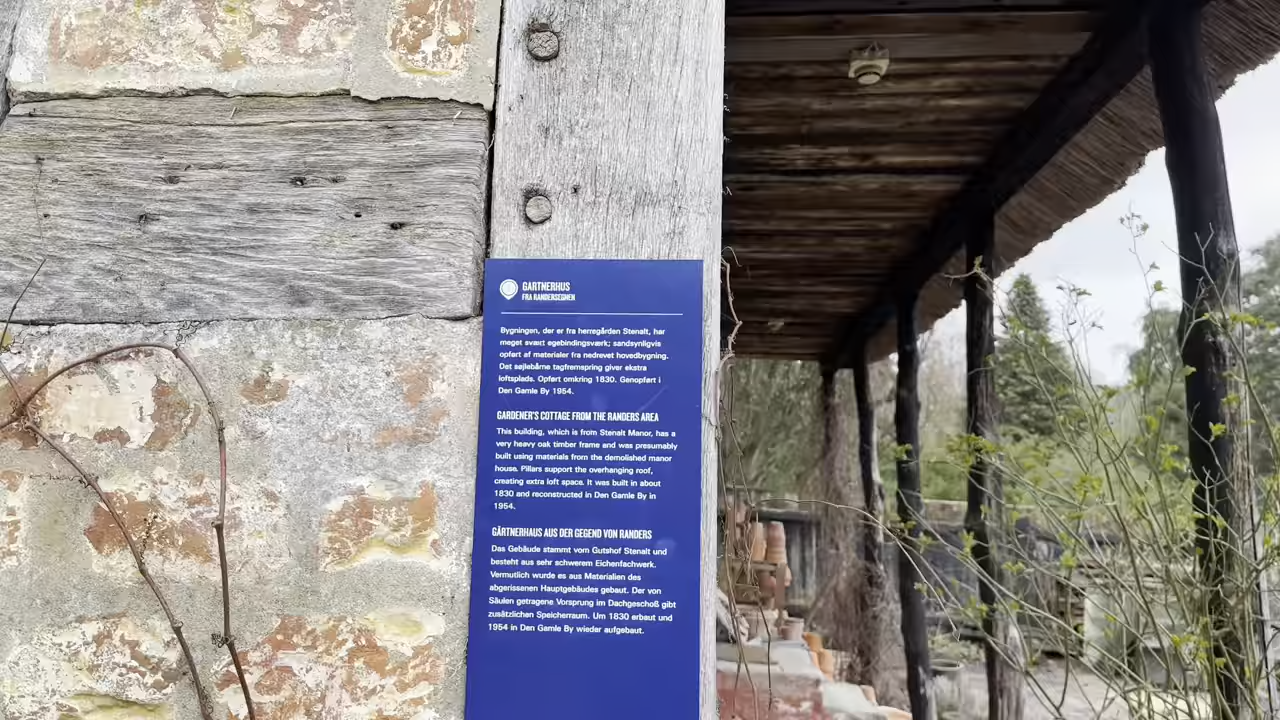 GARTNERHUS
FRA RANDERSEGNEN
Bygningen, der er fra herregården Stenalt, har
meget svært egebindingsværk; sandsynligvis
opført af materialer fra nedrevet hovedbygning.
Det søjlebårne tagfremspring giver ekstra
loftsplads. Opført omkring 1830. Genopført i
Den Gamle By 1954.
GARDENER'S COTTAGE FROM THE RANDERS AREA
This building, which is from Stenalt Manor, has a
very heavy oak timber frame and was presumably
built using materials from the demolished manor
house. Pillars support the overhanging roof,
creating extra loft space. It was built in about
1830 and reconstructed in Den Gamle By in
1954.
GÄRTNERHAUS AUS DER GEGEND VON RANDERS
Das Gebäude stammt vom Gutshof Stenalt und
besteht aus sehr schwerem Eichenfachwerk.
Vermutlich wurde es aus Materialien des
abgerissenen Hauptgebäudes gebaut. Der von
Säulen getragene Vorsprung im Dachgeschoß gibt
zusätzlichen Speicherraum. Um 1830 erbaut und
1954 in Den Gamle By wieder aufgebaut.